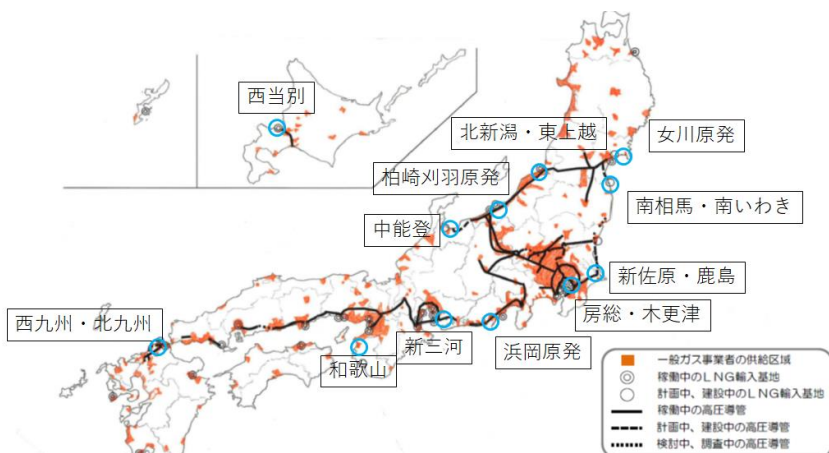 西当別
北新潟・東上越
女川原発
柏崎刈羽原発
南相馬・南いわき
中能登
新佐原・鹿島
房総・木更津
西九州・北九州
新三河
浜岡原発
和歌山
一般ガス事業者の供給区域
稼働中のLNG輸入基地
計画中、建設中のLNG輸入基地
稼働中の高圧導管
計画中、建設中の高圧導管
検討中、調査中の高圧導管